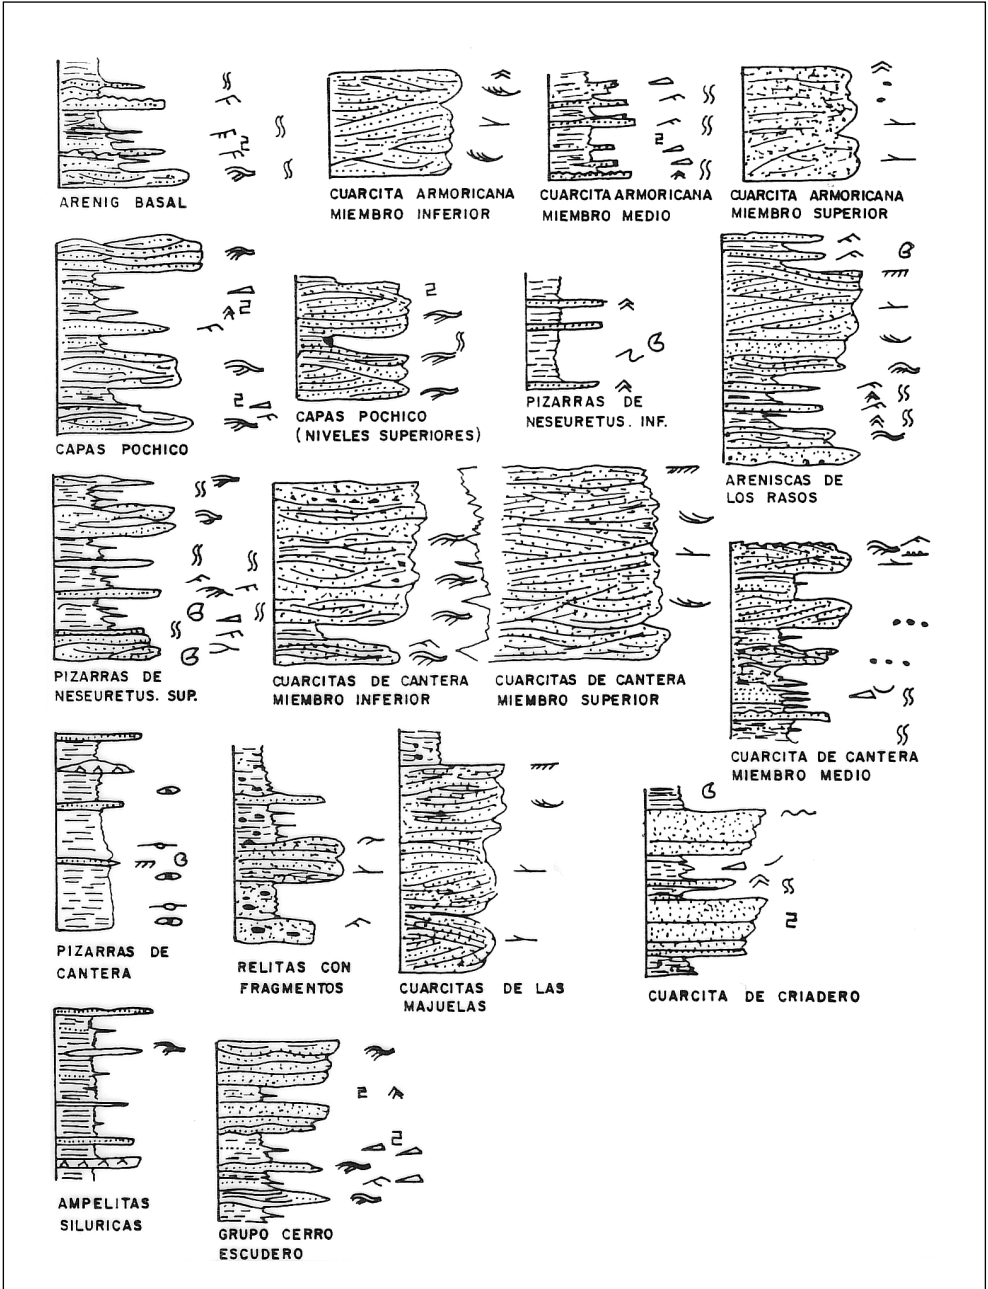 ARENIG BASAL
CUARCITA ARMORICANA
MIEMBRO INFERIOR
CUARCITA ARMORICANA
MIEMBRO MEDIO
CUARCITA ARMORICANA
MIEMBRO SUPERIOR
CAPAS POCHICO
CAPAS POCHICO
(NIVELES SUPERIORES)
PIZARRAS DE
NESEURETUS. INF.
ARENISCAS DE
LOS RASOS
PIZARRAS DE
NESEURETUS. SUP.
CUARCITAS DE CANTERA
MIEMBRO INFERIOR
CUARCITAS DE CANTERA
MIEMBRO SUPERIOR
CUARCITA DE CANTERA
MIEMBRO MEDIO
PIZARRAS DE
CANTERA
RELITAS CON
FRAGMENTOS
CUARCITAS DE LAS
MAJUELAS
CUARCITA DE CRIADERO
AMPELITAS
SILURICAS
GRUPO CERRO
ESCUDERO